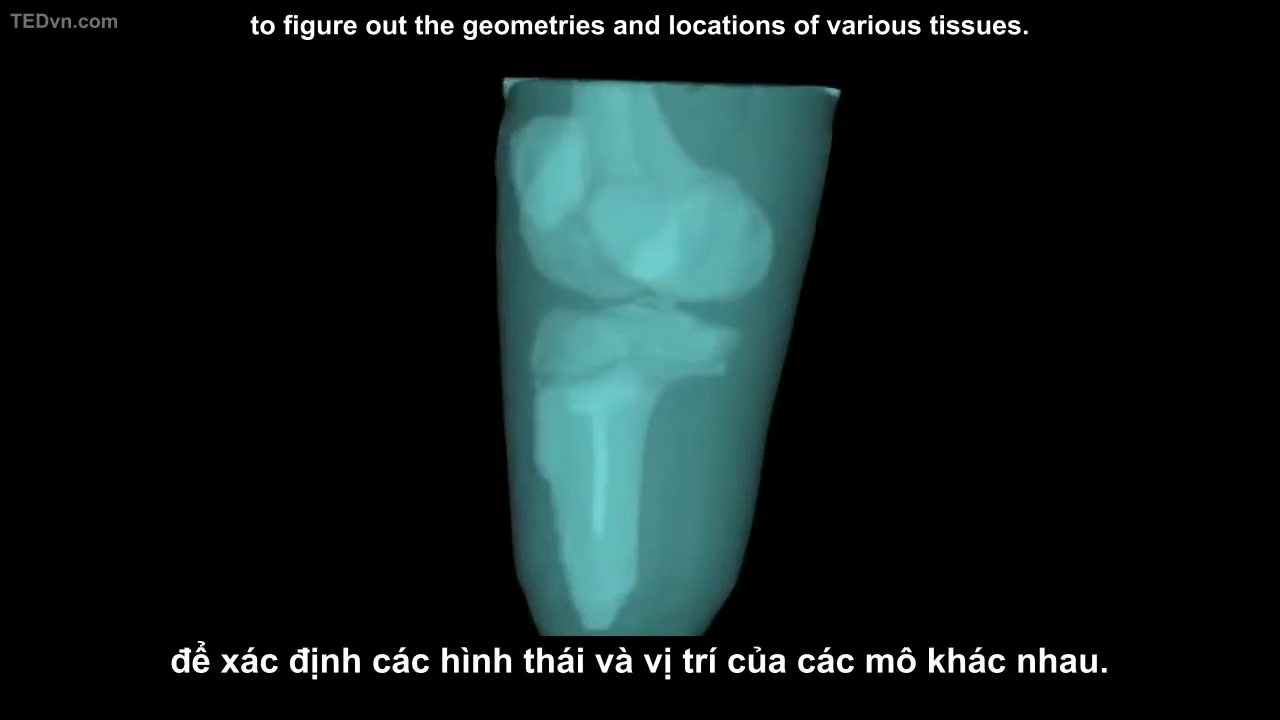 TEDvn.com
to figure out the geometries and locations of various tissues.
để xác định các hình thái và vị trí của các mô khác nhau.